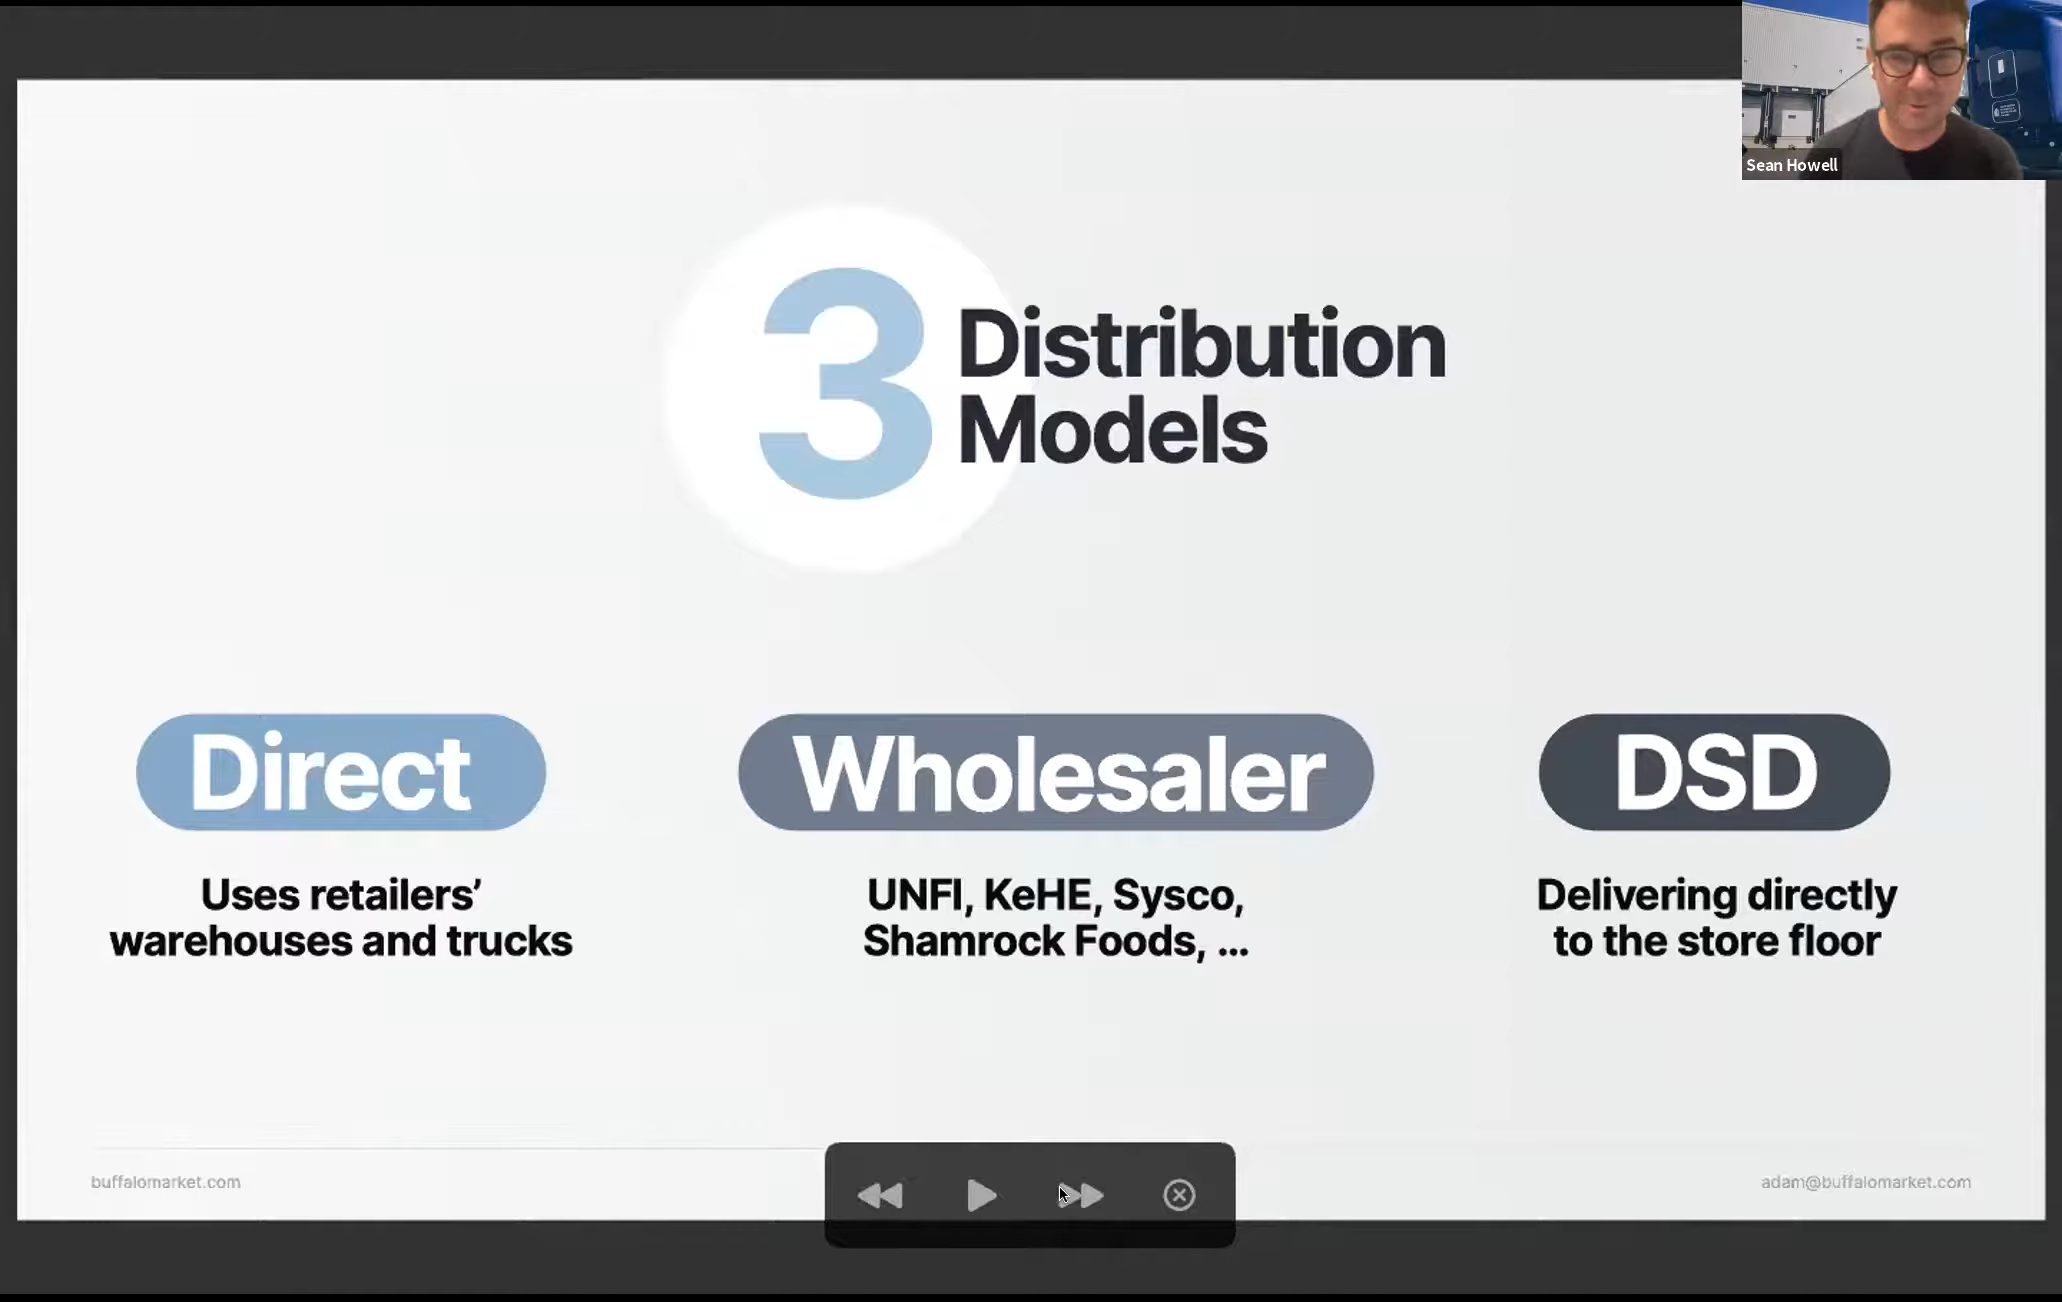 Sean Howell
3
Distribution
Models
Direct
Uses retailers’
warehouses and trucks
Wholesaler
UNFI, KeHE, Sysco,
Shamrock Foods, ...
DSD
Delivering directly
to the store floor
buffalomarket.com
adam@buffalomarket.com